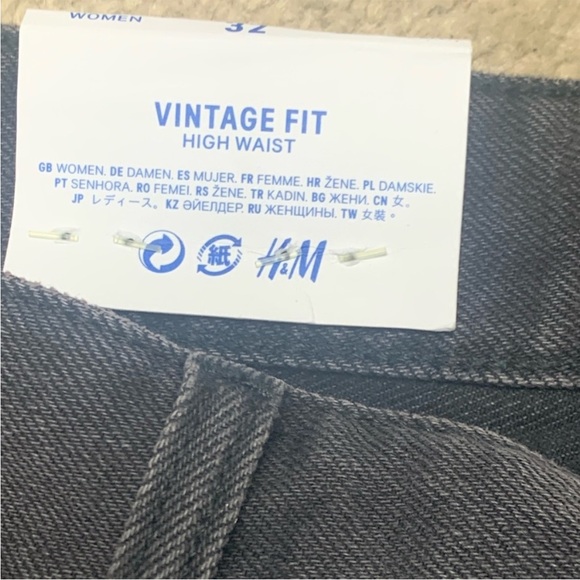 WOMEN
32
VINTAGE FIT
HIGH WAIST
GB WOMEN. DE DAMEN. ES MUJER. FR FEMME. HR ŽENE. PL DAMSKIE.
PT SENHORA. RO FEMEI. RS ŽENE. TR KADIN. BG ЖЕНИ. CN 女。
JP レディース。KZ ӘЙЕЛДЕР. RU ЖЕНЩИНЫ. TW 女裝。
紙 H&M